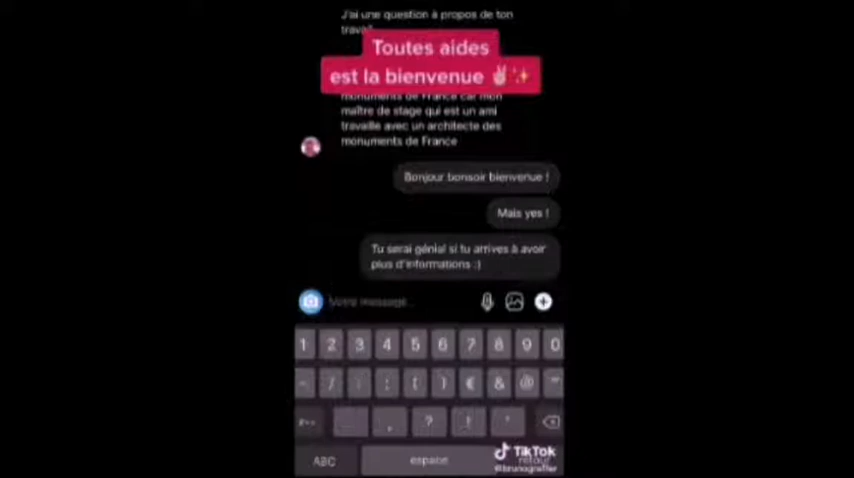 J'ai une question à propos de ton
travail
Toutes aides
est la bienvenue ✌✨
monuments de France car mon
maître de stage qui est un ami
travaille avec un architecte des
monuments de France
Bonjour bonsoir bienvenue !
Mais yes !
Tu serai génial si tu arrives à avoir
plus d'informations :)
Votre message...
1 2 3 4 5 6 7 8 9 0
- / : ; ( ) € & @ "
#+= . , ? ! '
ABC espace retour
TikTok